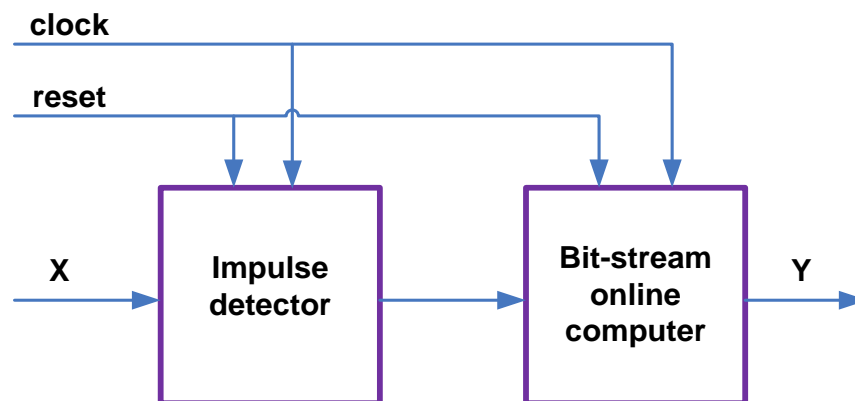 clock
reset
X
Impulse
detector
Bit-stream
online
computer
Y